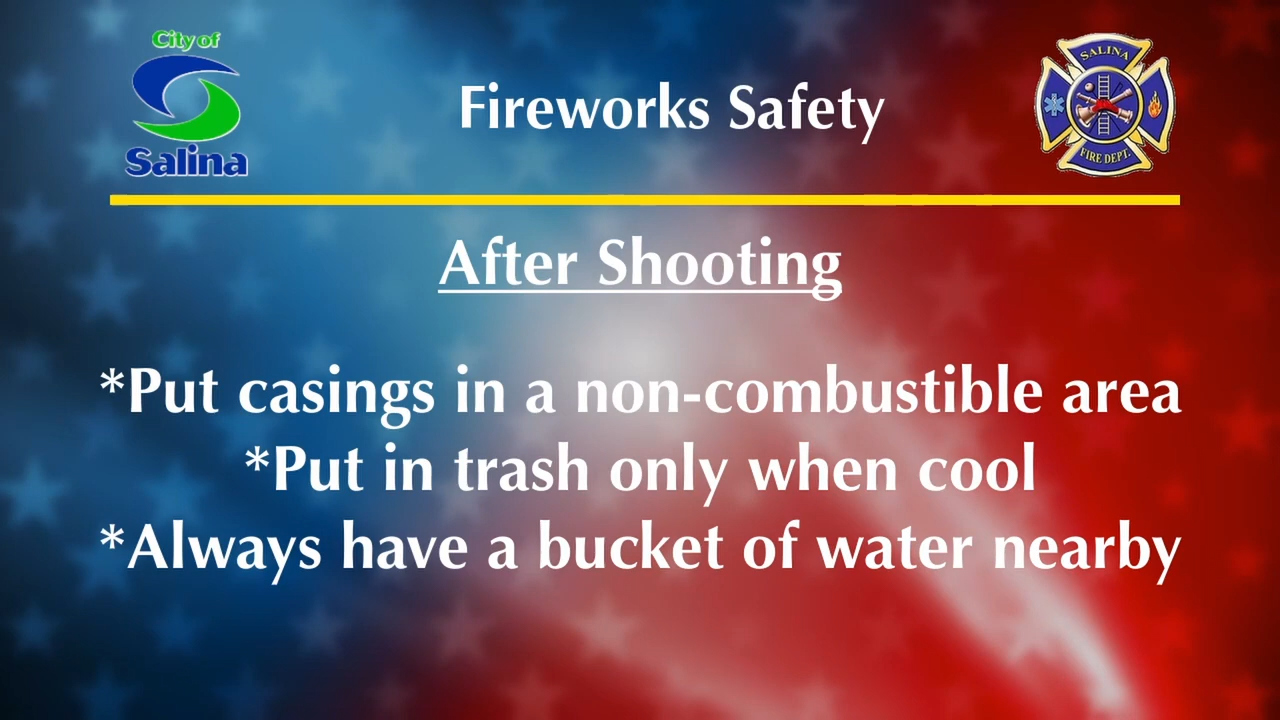 City of
Salina
Fireworks Safety
SALINA
FIRE DEPT.
After Shooting
*Put casings in a non-combustible area
*Put in trash only when cool
*Always have a bucket of water nearby